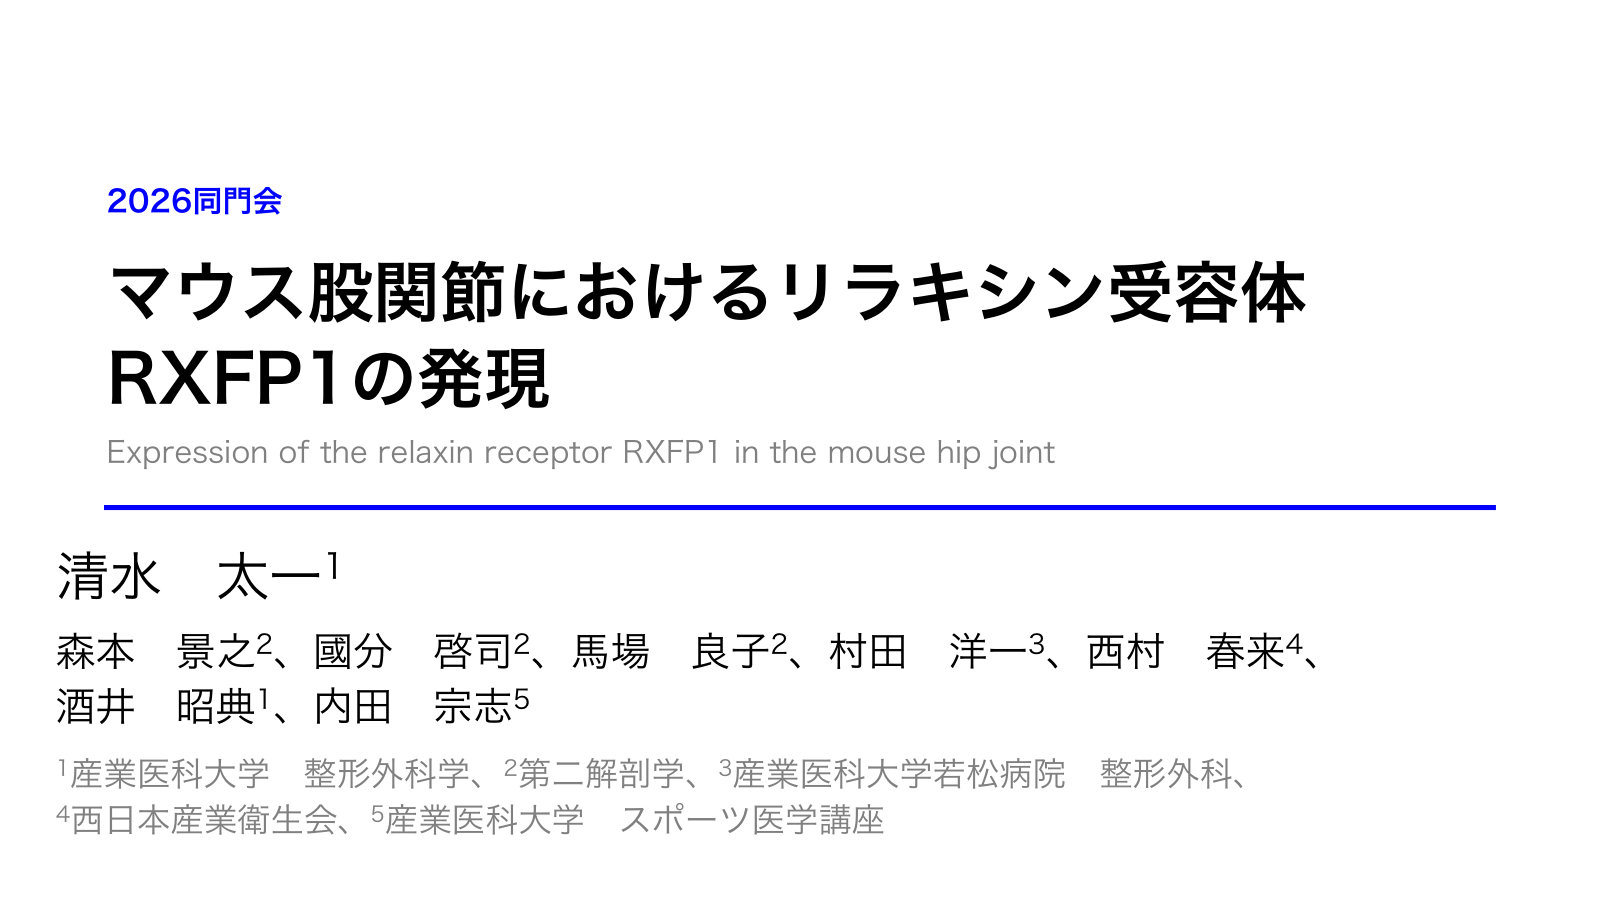 2026同門会
マウス股関節におけるリラキシン受容体
RXFP1の発現
Expression of the relaxin receptor RXFP1 in the mouse hip joint
清水　太一¹
森本　景之²、國分　啓司²、馬場　良子²、村田　洋一³、西村　春来⁴、
酒井　昭典¹、内田　宗志⁵
¹産業医科大学　整形外科学、²第二解剖学、³産業医科大学若松病院　整形外科、
⁴西日本産業衛生会、⁵産業医科大学　スポーツ医学講座